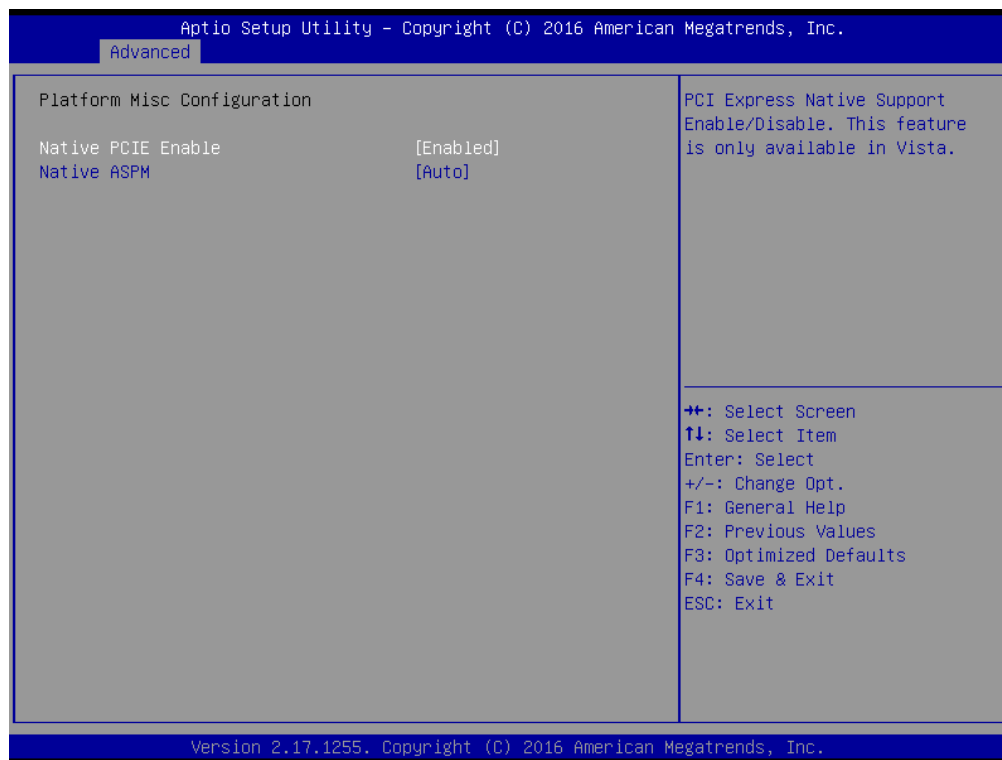 Aptio Setup Utility – Copyright (C) 2016 American Megatrends, Inc.
Advanced
Platform Misc Configuration
Native PCIE Enable [Enabled]
Native ASPM [Auto]
PCI Express Native Support
Enable/Disable. This feature
is only available in Vista.
→←: Select Screen
↑↓: Select Item
Enter: Select
+/-: Change Opt.
F1: General Help
F2: Previous Values
F3: Optimized Defaults
F4: Save & Exit
ESC: Exit
Version 2.17.1255. Copyright (C) 2016 American Megatrends, Inc.